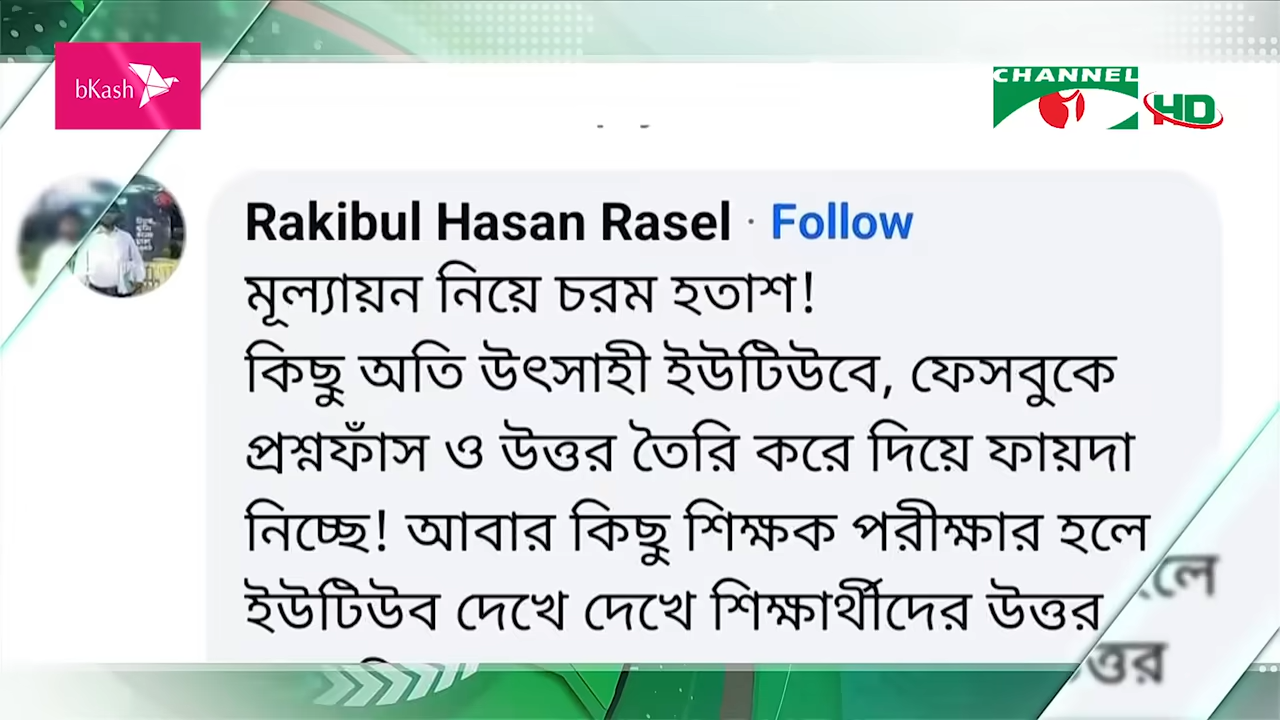 bKash
CHANNEL
HD
Rakibul Hasan Rasel · Follow
মূল্যায়ন নিয়ে চরম হতাশ!
কিছু অতি উৎসাহী ইউটিউবে, ফেসবুকে
প্রশ্নফাঁস ও উত্তর তৈরি করে দিয়ে ফায়দা
নিচ্ছে! আবার কিছু শিক্ষক পরীক্ষার হলে
ইউটিউব দেখে দেখে শিক্ষার্থীদের উত্তর